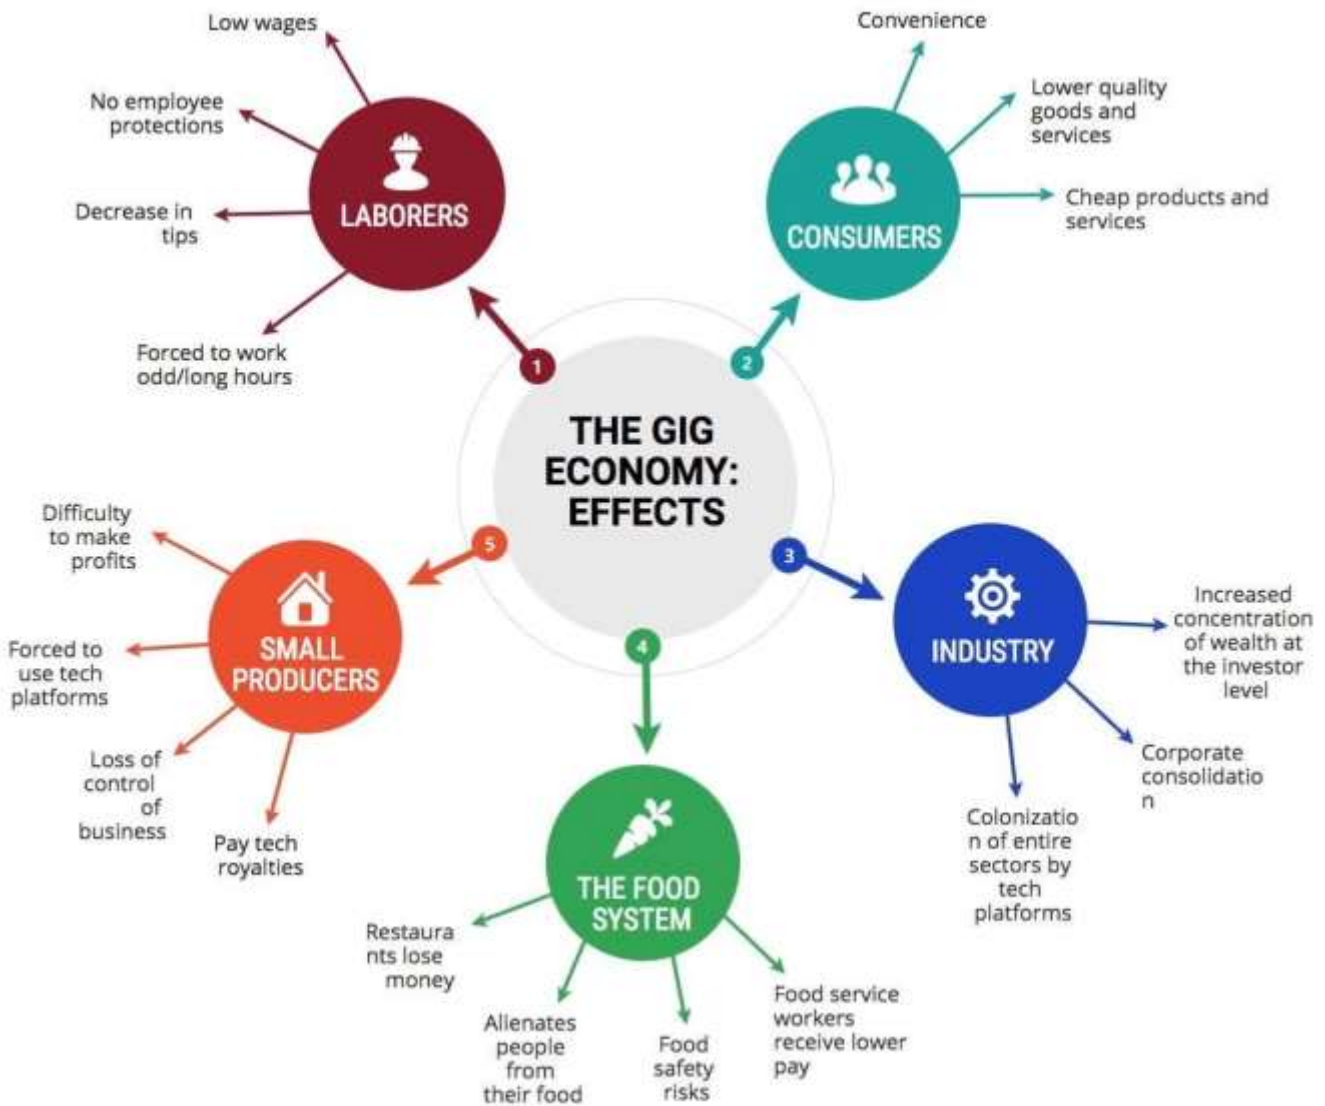 THE GIG
ECONOMY:
EFFECTS
1
LABORERS
Low wages
No employee
protections
Decrease in
tips
Forced to work
odd/long hours
2
CONSUMERS
Convenience
Lower quality
goods and
services
Cheap products and
services
3
INDUSTRY
Increased
concentration
of wealth at
the investor
level
Corporate
consolidatio
n
Colonizatio
n of entire
sectors by
tech
platforms
4
THE FOOD
SYSTEM
Restaura
nts lose
money
Alienates
people
from
their food
Food
safety
risks
Food service
workers
receive lower
pay
5
SMALL
PRODUCERS
Difficulty
to make
profits
Forced to
use tech
platforms
Loss of
control
of
business
Pay tech
royalties